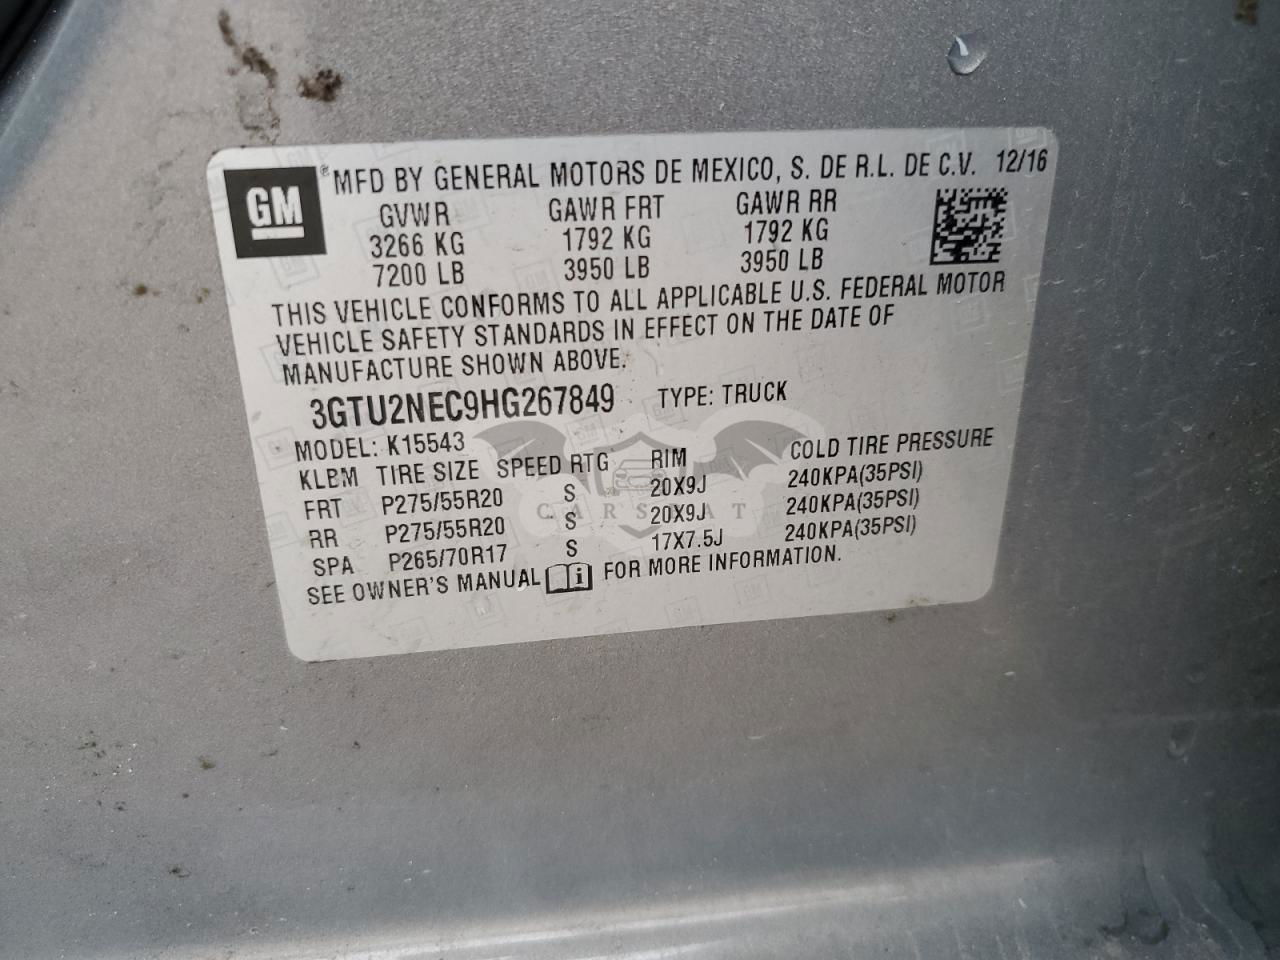 GM
®MFD BY GENERAL MOTORS DE MEXICO, S. DE R.L. DE C.V. 12/16
GVWR GAWR FRT GAWR RR
3266 KG 1792 KG 1792 KG
7200 LB 3950 LB 3950 LB
THIS VEHICLE CONFORMS TO ALL APPLICABLE U.S. FEDERAL MOTOR
VEHICLE SAFETY STANDARDS IN EFFECT ON THE DATE OF
MANUFACTURE SHOWN ABOVE.
3GTU2NEC9HG267849 TYPE: TRUCK
MODEL: K15543
KLBM TIRE SIZE SPEED RTG RIM COLD TIRE PRESSURE
FRT P275/55R20 S 20X9J 240KPA(35PSI)
RR P275/55R20 S 20X9J 240KPA(35PSI)
SPA P265/70R17 S 17X7.5J 240KPA(35PSI)
SEE OWNER'S MANUAL FOR MORE INFORMATION.